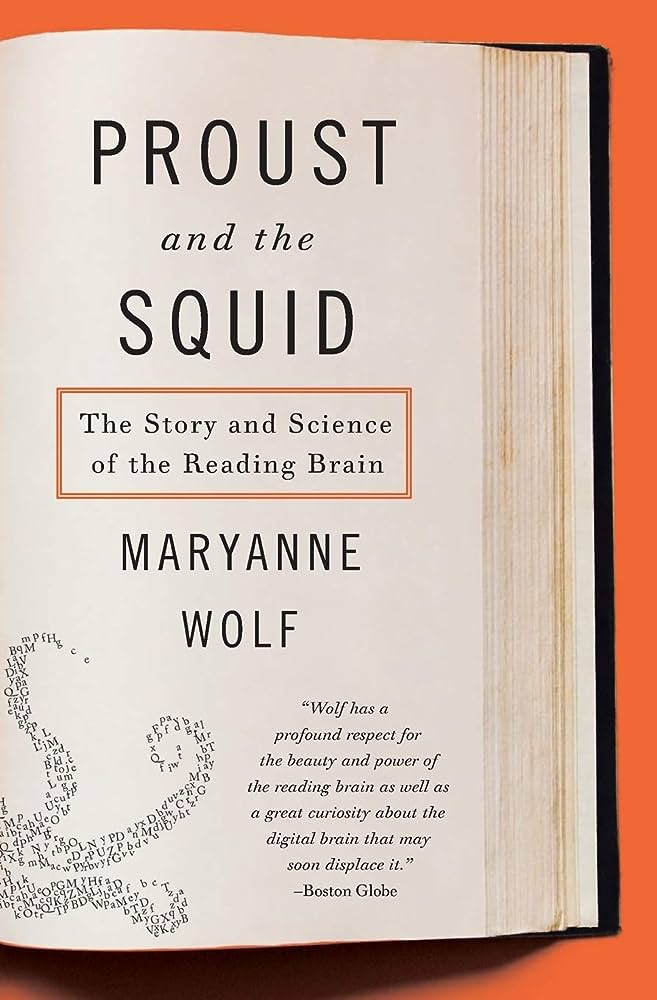 PROUST
and the
SQUID
The Story and Science
of the Reading Brain
MARYANNE
WOLF
“Wolf has a
profound respect for
the beauty and power of
the reading brain as well as
a great curiosity about the
digital brain that may
soon displace it.”
–Boston Globe